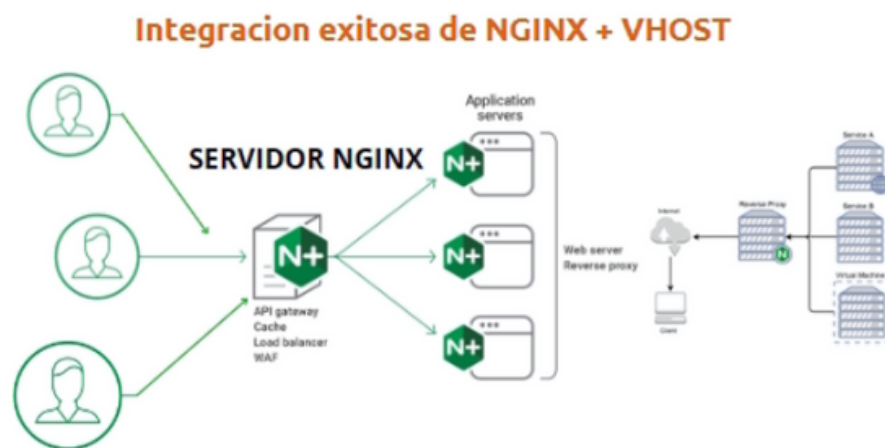 Integracion exitosa de NGINX + VHOST
Application
servers
SERVIDOR NGINX
N+
N+
N+
N+
API gateway
Cache
Load balancer
WAF
Web server
Reverse proxy
Internet
Client
Reverse Proxy
N
Service A
Service B
Virtual Machine